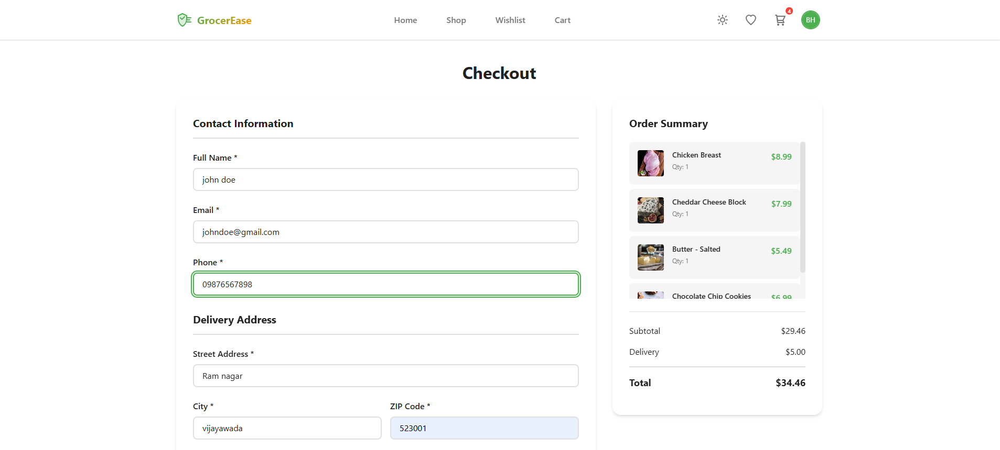 GrocerEase
Home
Shop
Wishlist
Cart
4
BH
Checkout
Contact Information
Full Name *
john doe
Email *
johndoe@gmail.com
Phone *
09876567898
Delivery Address
Street Address *
Ram nagar
City *
vijayawada
ZIP Code *
523001
Order Summary
Chicken Breast
$8.99
Qty: 1
Cheddar Cheese Block
$7.99
Qty: 1
Butter - Salted
$5.49
Qty: 1
Chocolate Chip Cookies
$6.99
Subtotal
$29.46
Delivery
$5.00
Total
$34.46